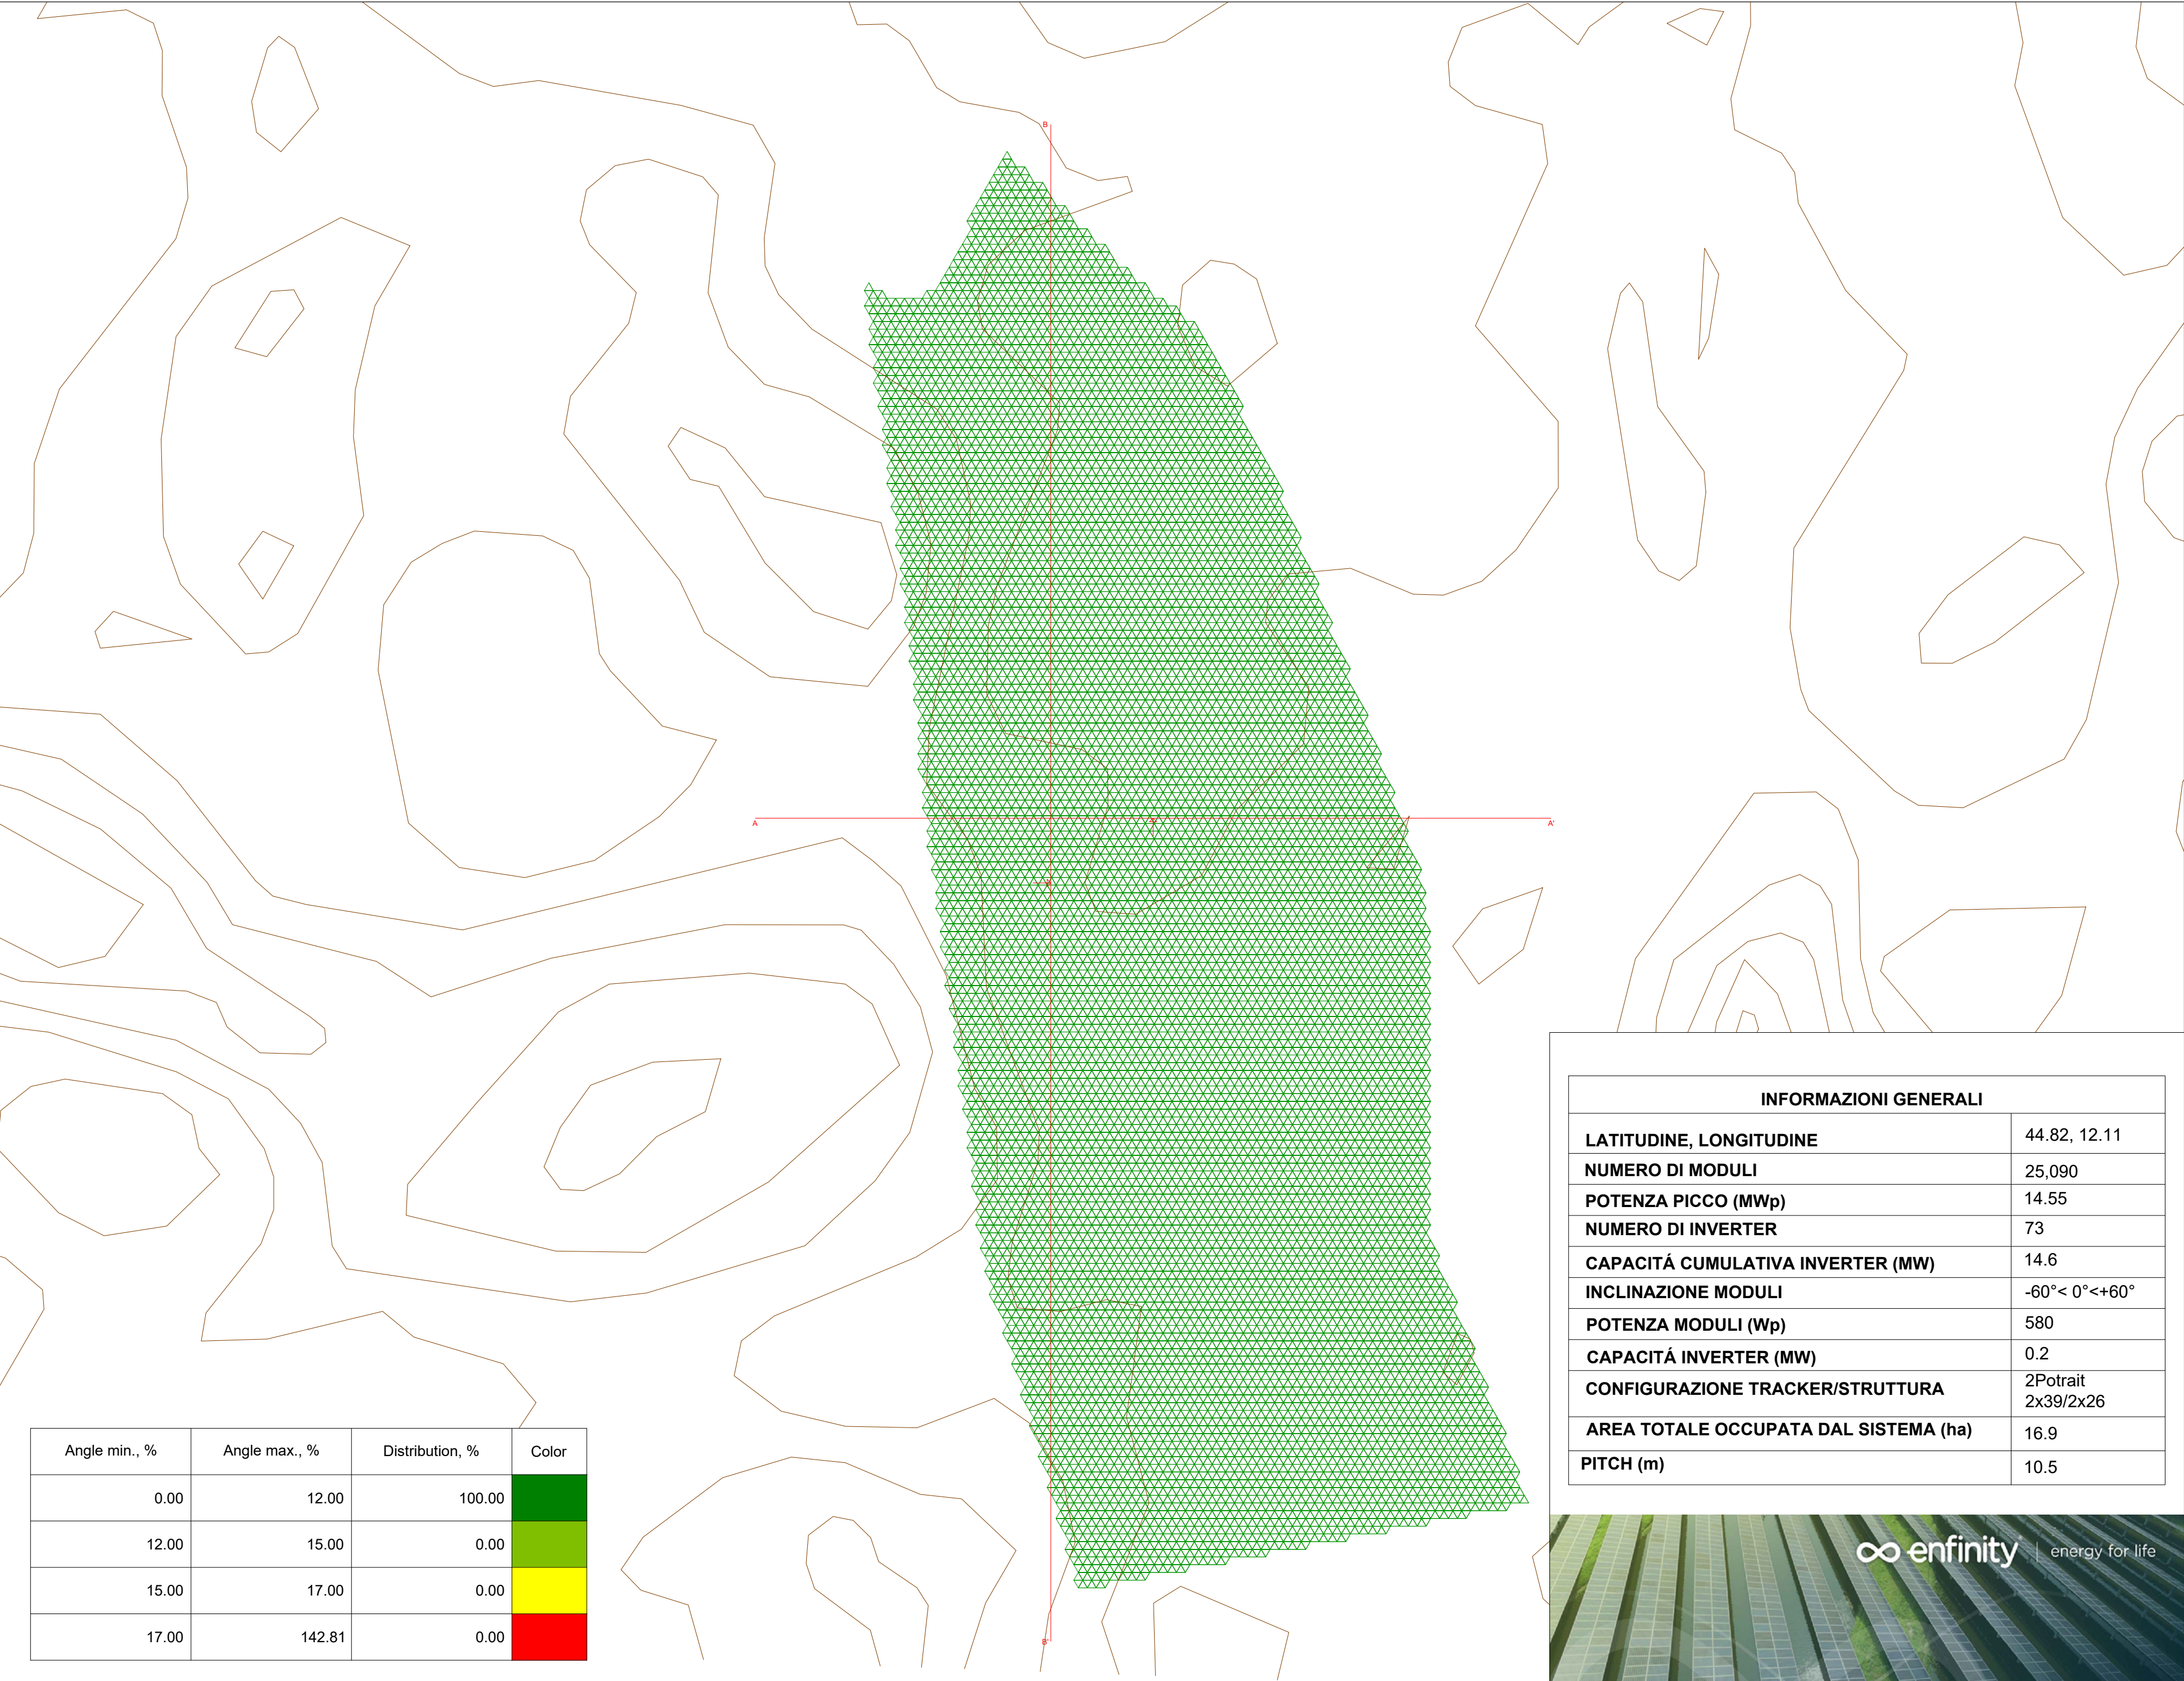 B
A
A'
B'
INFORMAZIONI GENERALI
LATITUDINE, LONGITUDINE 44.82, 12.11
NUMERO DI MODULI 25,090
POTENZA PICCO (MWp) 14.55
NUMERO DI INVERTER 73
CAPACITÁ CUMULATIVA INVERTER (MW) 14.6
INCLINAZIONE MODULI -60°< 0°<+60°
POTENZA MODULI (Wp) 580
CAPACITÁ INVERTER (MW) 0.2
CONFIGURAZIONE TRACKER/STRUTTURA 2Potrait
2x39/2x26
AREA TOTALE OCCUPATA DAL SISTEMA (ha) 16.9
PITCH (m) 10.5
Angle min., % Angle max., % Distribution, % Color
0.00 12.00 100.00
12.00 15.00 0.00
15.00 17.00 0.00
17.00 142.81 0.00
enfinity | energy for life